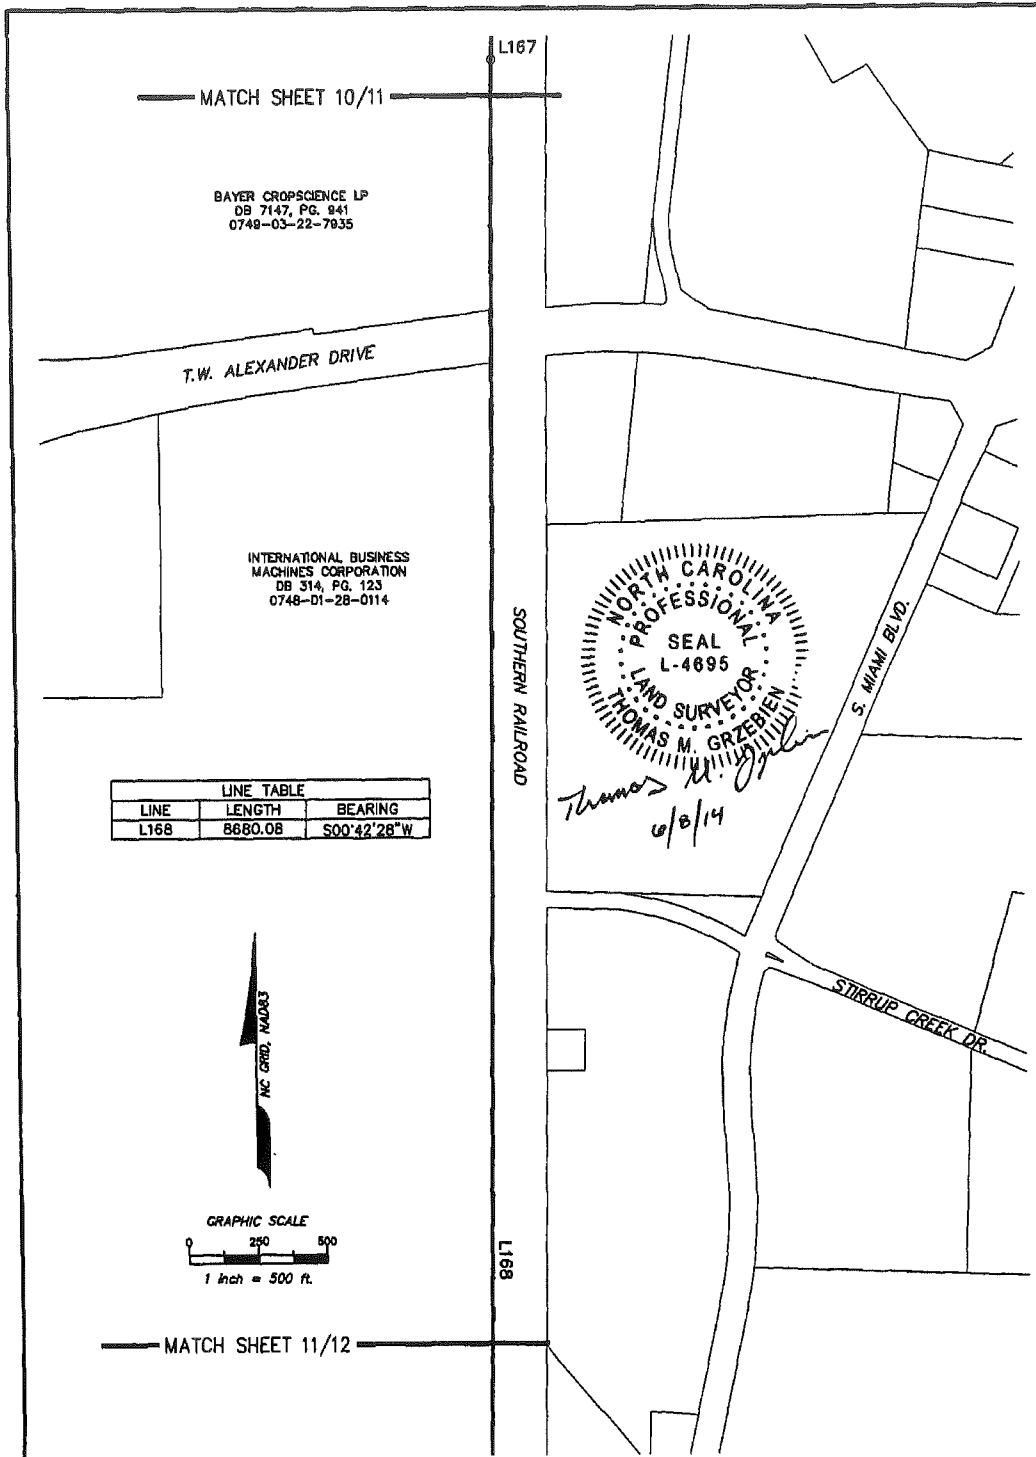 L167
MATCH SHEET 10/11
BAYER CROPSCIENCE LP
DB 7147, PG. 941
0749-03-22-7935
T.W. ALEXANDER DRIVE
INTERNATIONAL BUSINESS
MACHINES CORPORATION
DB 314, PG. 123
0748-01-28-0114
SOUTHERN RAILROAD
NORTH CAROLINA
PROFESSIONAL
SEAL
L-4695
LAND SURVEYOR
THOMAS M. GRZEBIEN
Thomas M.
6/8/14
S. MIAMI BLVD.
LINE TABLE
LINE LENGTH BEARING
L168 8680.08 S00°42'28"W
STIRRUP CREEK DR.
NC GRID, NAD83
GRAPHIC SCALE
0 250 500
1 inch = 500 ft.
L168
MATCH SHEET 11/12